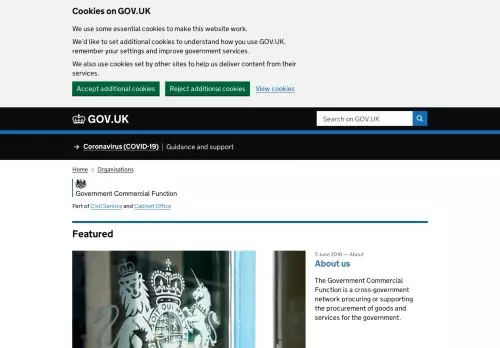 Cookies on GOV.UK
We use some essential cookies to make this website work.
We'd like to set additional cookies to understand how you use GOV.UK,
remember your settings and improve government services.
We also use cookies set by other sites to help us deliver content from their
services.
Accept additional cookies Reject additional cookies View cookies
GOV.UK Search on GOV.UK
→ Coronavirus (COVID-19) | Guidance and support
Home > Organisations
Government Commercial Function
Part of Civil Service and Cabinet Office
Featured
5 June 2018 — About
About us
The Government Commercial
Function is a cross-government
network procuring or supporting
the procurement of goods and
services for the government.